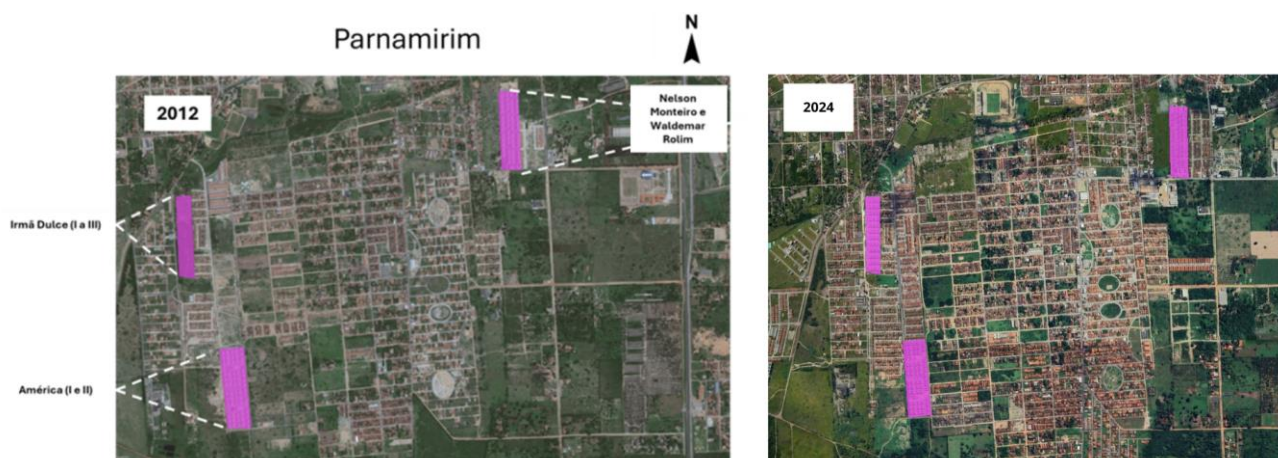 Parnamirim
N
2012
Nelson
Monteiro e
Waldemar
Rolim
2024
Irmã Dulce (I a III)
América (I e II)